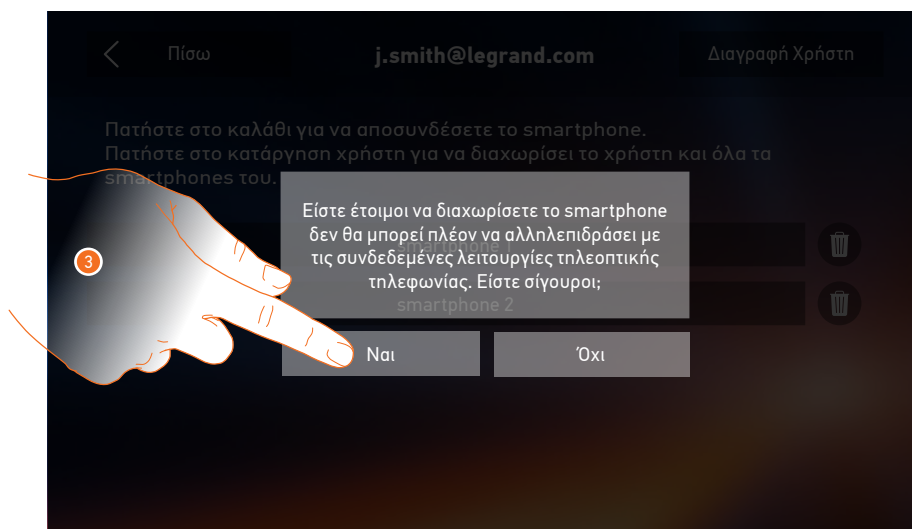 Πίσω
j.smith@legrand.com
Διαγραφή Χρήστη
Πατήστε στο καλάθι για να αποσυνδέσετε το smartphone.
Πατήστε στο κατάργηση χρήστη για να διαχωρίσει το χρήστη και όλα τα
smartphones του.
Είστε έτοιμοι να διαχωρίσετε το smartphone
δεν θα μπορεί πλέον να αλληλεπιδράσει με
τις συνδεδεμένες λειτουργίες τηλεοπτικής
τηλεφωνίας. Είστε σίγουροι;
smartphone 1
smartphone 2
3
Ναι
Όχι